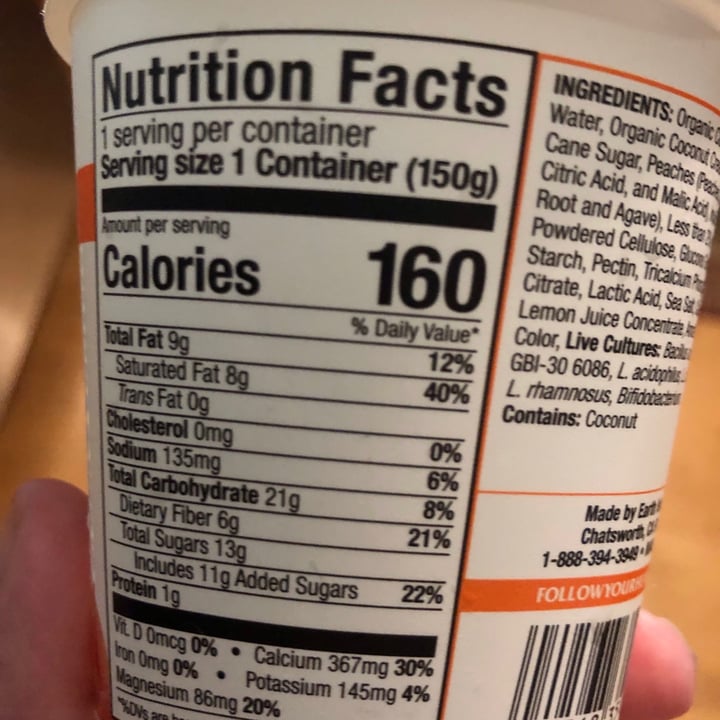 Nutrition Facts
1 serving per container
Serving size 1 Container (150g)
Amount per serving
Calories 160
% Daily Value*
Total Fat 9g 12%
Saturated Fat 8g 40%
Trans Fat 0g
Cholesterol 0mg 0%
Sodium 135mg 6%
Total Carbohydrate 21g 8%
Dietary Fiber 6g 21%
Total Sugars 13g
Includes 11g Added Sugars 22%
Protein 1g
Vit. D 0mcg 0% • Calcium 367mg 30%
Iron 0mg 0% • Potassium 145mg 4%
Magnesium 86mg 20%
*%DVs are
INGREDIENTS: Organic
Water, Organic Coconut
Cane Sugar, Peaches
Citric Acid, and Malic Acid,
Root and Agave), Less than
Powdered Cellulose,
Starch, Pectin, Tricalcium
Citrate, Lactic Acid, Sea Salt,
Lemon Juice Concentrate,
Color, Live Cultures:
GBI-30 6086, L. acidophilus,
L. rhamnosus, Bifidobacterium
Contains: Coconut
Made by Earth
Chatsworth,
1-888-394-3949 •
FOLLOWYOUR